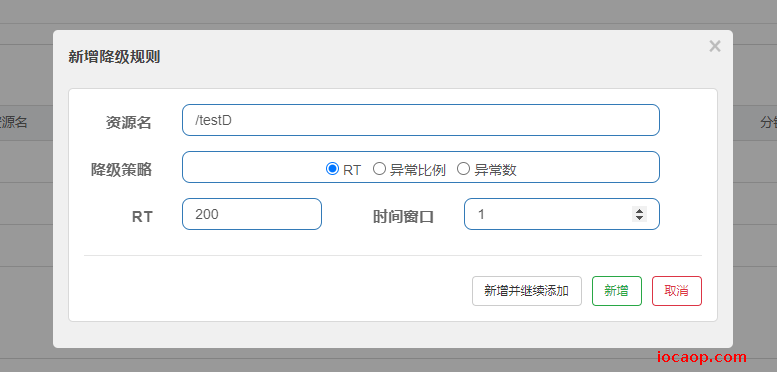 新增降级规则
×
资源名
/testD
资源名
降级策略
RT 异常比例 异常数
RT
200
时间窗口
1
新增并继续添加
新增
取消
iocaop.com